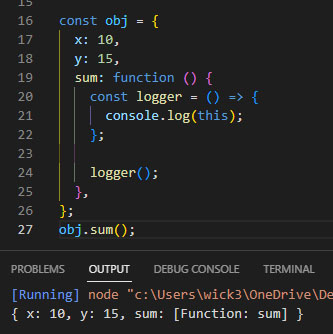 15
16 const obj = {
17 x: 10,
18 y: 15,
19 sum: function () {
20 const logger = () => {
21 console.log(this);
22 };
23
24 logger();
25 },
26 };
27 obj.sum();
PROBLEMS OUTPUT DEBUG CONSOLE TERMINAL
[Running] node "c:\Users\wick3\OneDrive\De
{ x: 10, y: 15, sum: [Function: sum] }